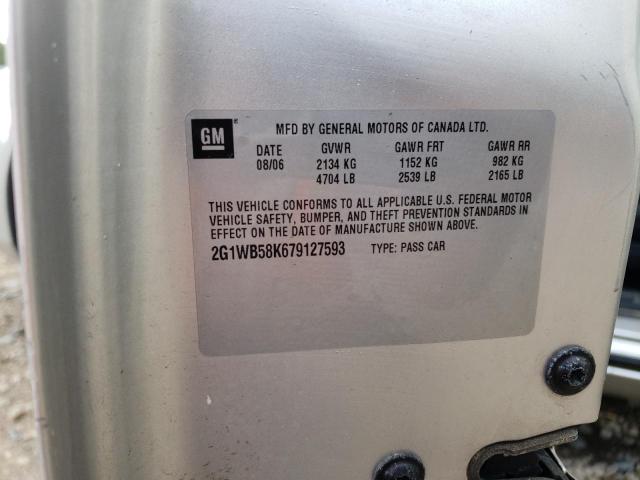 GM
MFD BY GENERAL MOTORS OF CANADA LTD.
DATE GVWR GAWR FRT GAWR RR
08/06 2134 KG 1152 KG 982 KG
4704 LB 2539 LB 2165 LB
THIS VEHICLE CONFORMS TO ALL APPLICABLE U.S. FEDERAL MOTOR
VEHICLE SAFETY, BUMPER, AND THEFT PREVENTION STANDARDS IN
EFFECT ON THE DATE OF MANUFACTURE SHOWN ABOVE.
2G1WB58K679127593 TYPE: PASS CAR